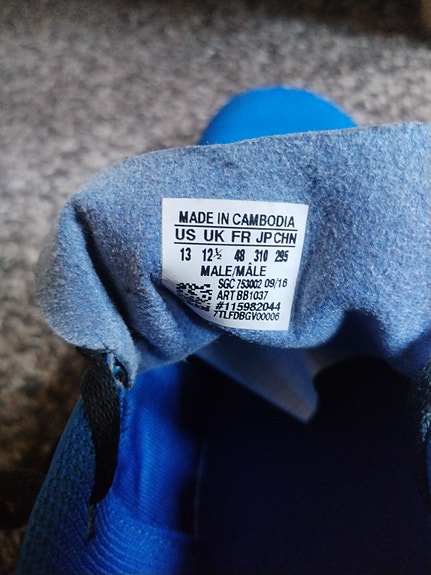 MADE IN CAMBODIA
US UK FR JP CHN
13 12½ 48 310 295
MALE/MÂLE
SGC 753002 09/16
ART BB1037
#115982044
7TLFDBGV00006